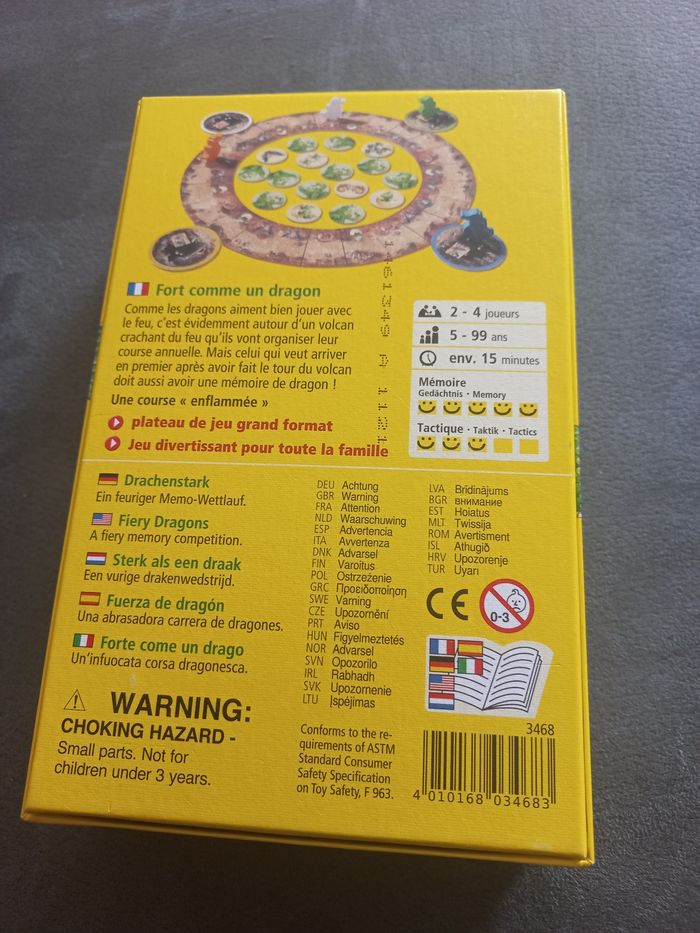 Fort comme un dragon
Comme les dragons aiment bien jouer avec
le feu, c'est évidemment autour d'un volcan
crachant du feu qu'ils vont organiser leur
course annuelle. Mais celui qui veut arriver
en premier après avoir fait le tour du volcan
doit aussi avoir une mémoire de dragon !
Une course « enflammée »
plateau de jeu grand format
Jeu divertissant pour toute la famille
2 - 4 joueurs
5 - 99 ans
env. 15 minutes
Mémoire
Gedächtnis · Memory
Tactique · Taktik · Tactics
1461349 A 1121
Drachenstark
Ein feuriger Memo-Wettlauf.
Fiery Dragons
A fiery memory competition.
Sterk als een draak
Een vurige drakenwedstrijd.
Fuerza de dragón
Una abrasadora carrera de dragones.
Forte come un drago
Un'infuocata corsa dragonesca.
DEU Achtung
GBR Warning
FRA Attention
NLD Waarschuwing
ESP Advertencia
ITA Avvertenza
DNK Advarsel
FIN Varoitus
POL Ostrzeżenie
GRC Προειδοποίηση
SWE Varning
CZE Upozornění
PRT Aviso
HUN Figyelmeztetés
NOR Advarsel
SVN Opozorilo
IRL Rabhadh
SVK Upozornenie
LTU Įspėjimas
LVA Brīdinājums
BGR внимание
EST Hoiatus
MLT Twissija
ROM Avertisment
ISL Athugið
HRV Upozorenje
TUR Uyarı
CE
0-3
WARNING:
CHOKING HAZARD -
Small parts. Not for
children under 3 years.
Conforms to the re-
quirements of ASTM
Standard Consumer
Safety Specification
on Toy Safety, F 963.
3468
4 010168 034683